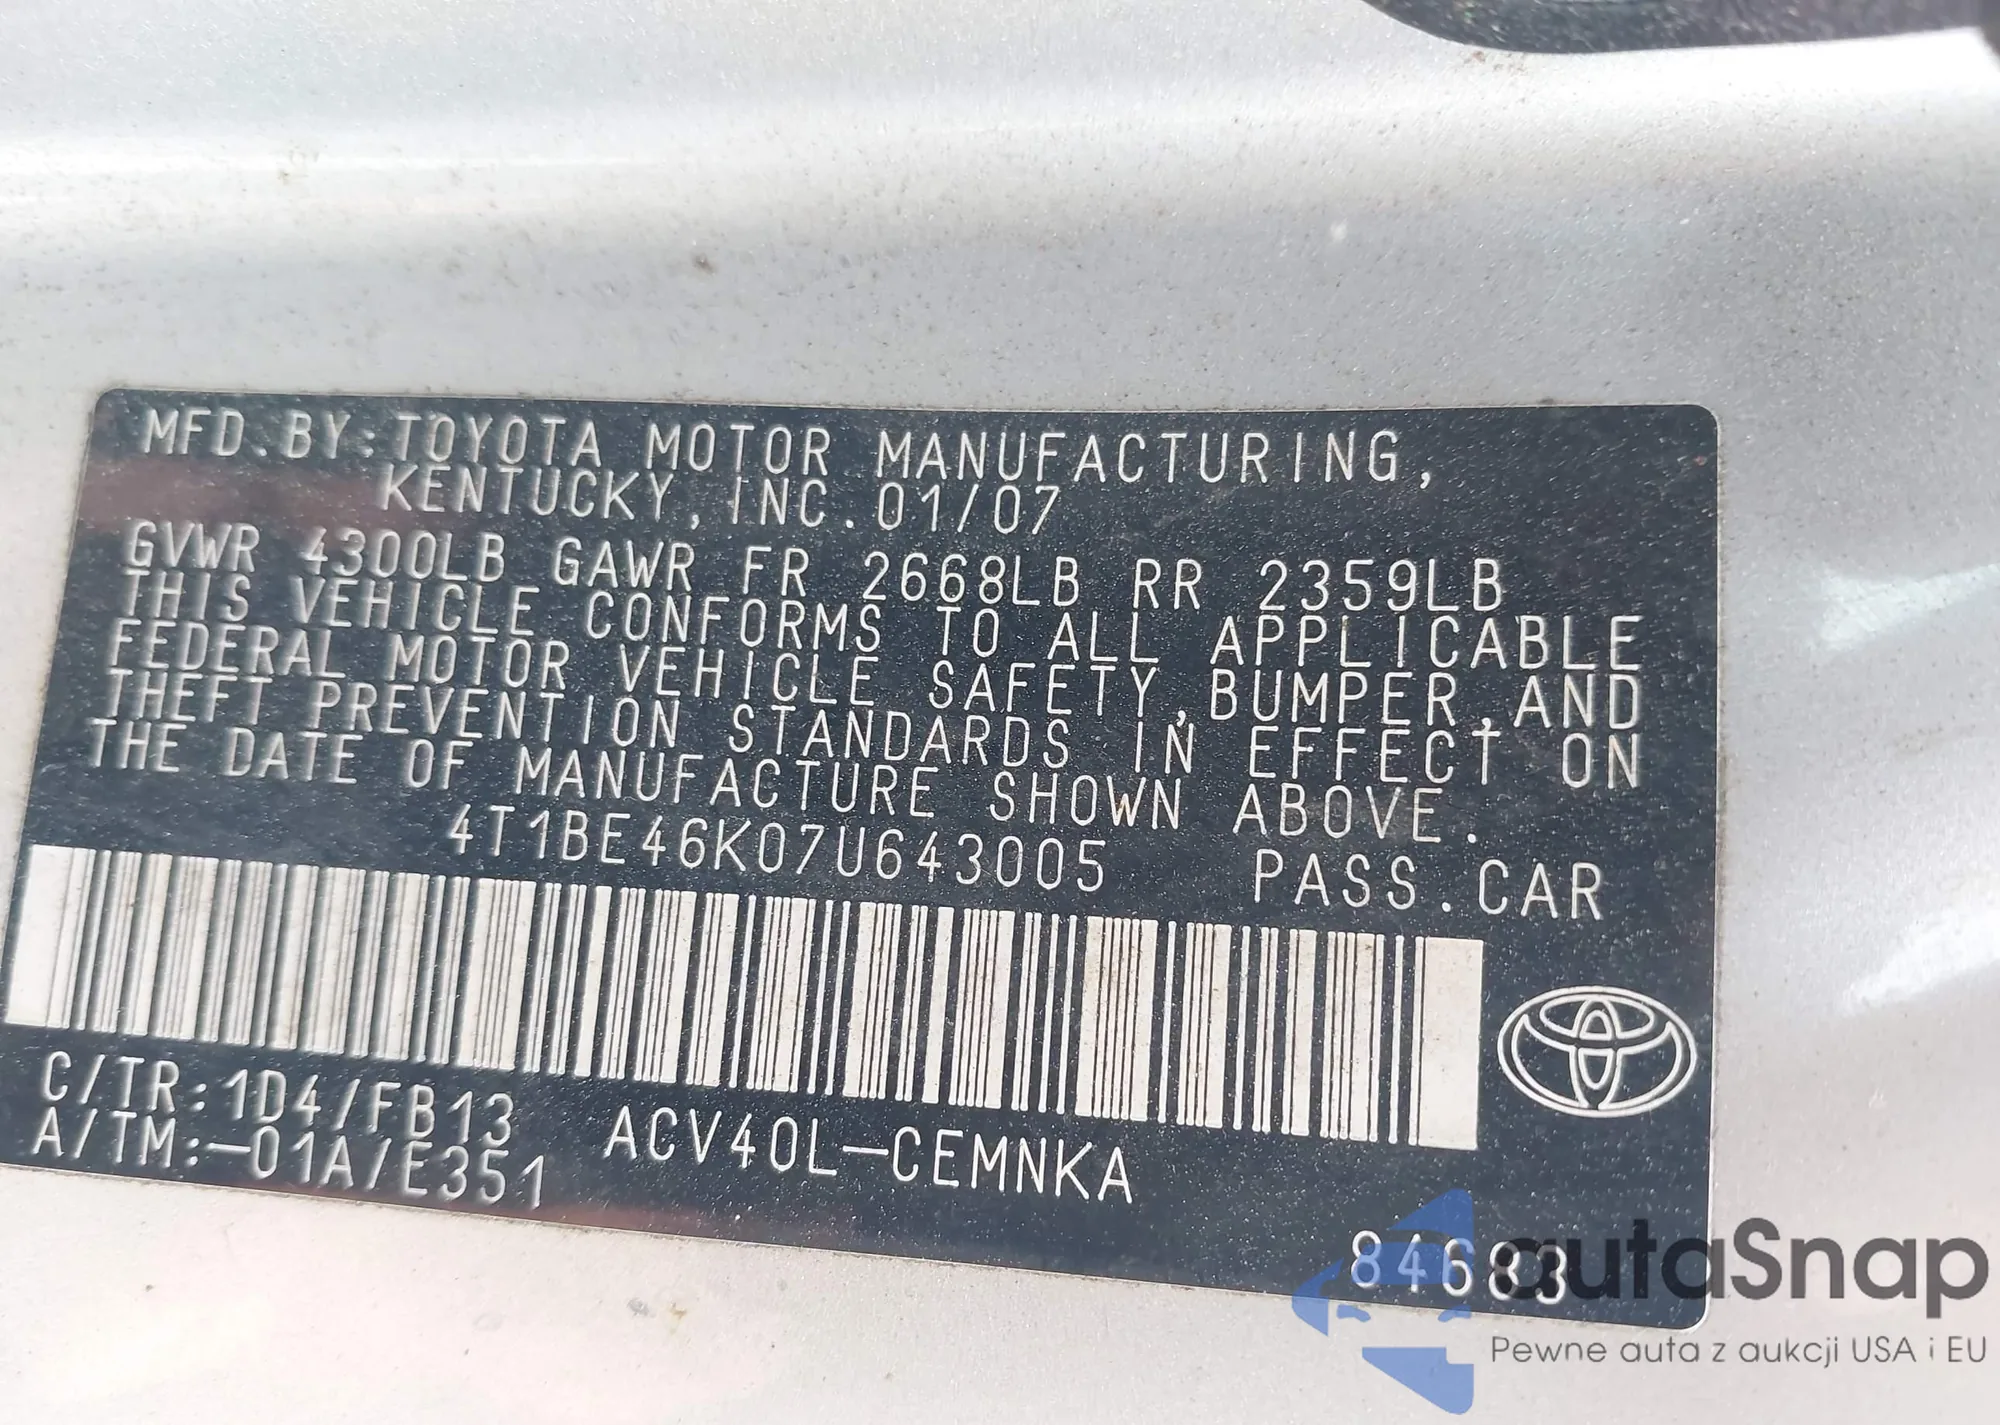 MFD.BY:TOYOTA MOTOR MANUFACTURING,
KENTUCKY, INC. 01/07
GVWR 4300LB GAWR FR 2668LB RR 2359LB
THIS VEHICLE CONFORMS TO ALL APPLICABLE
FEDERAL MOTOR VEHICLE SAFETY,BUMPER,AND
THEFT PREVENTION STANDARDS IN EFFECT ON
THE DATE OF MANUFACTURE SHOWN ABOVE.
4T1BE46K07U643005 PASS.CAR
C/TR:1D4/FB13
A/TM:-01A/E351
ACV40L-CEMNKA
84683
autaSnap
Pewne auta z aukcji USA i EU